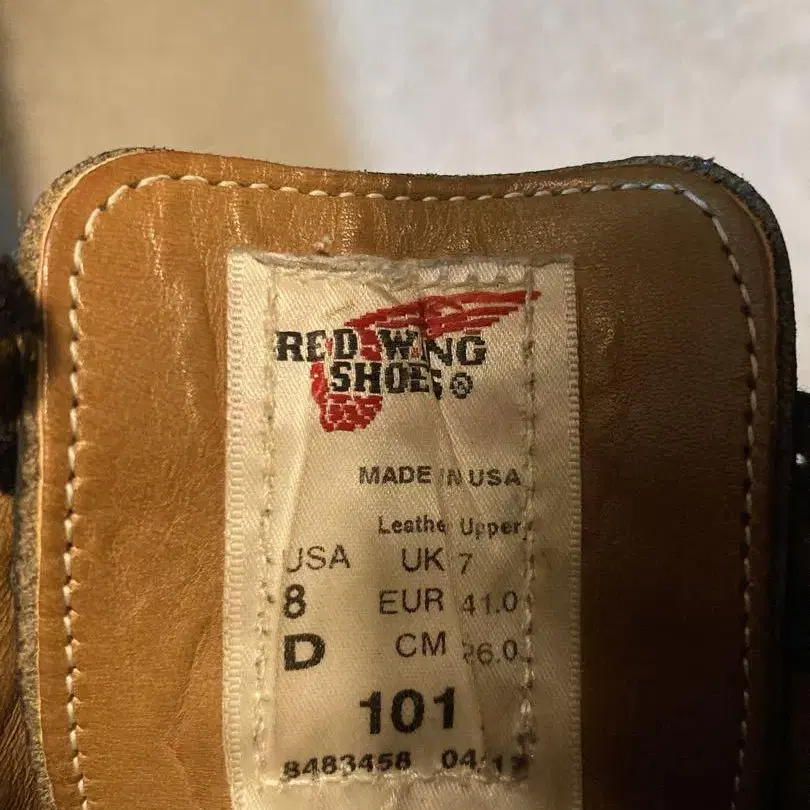 RED WING
SHOES ®
MADE IN USA
Leather Upper
USA UK 7
8 EUR 41.0
D CM 26.0
101
8483458